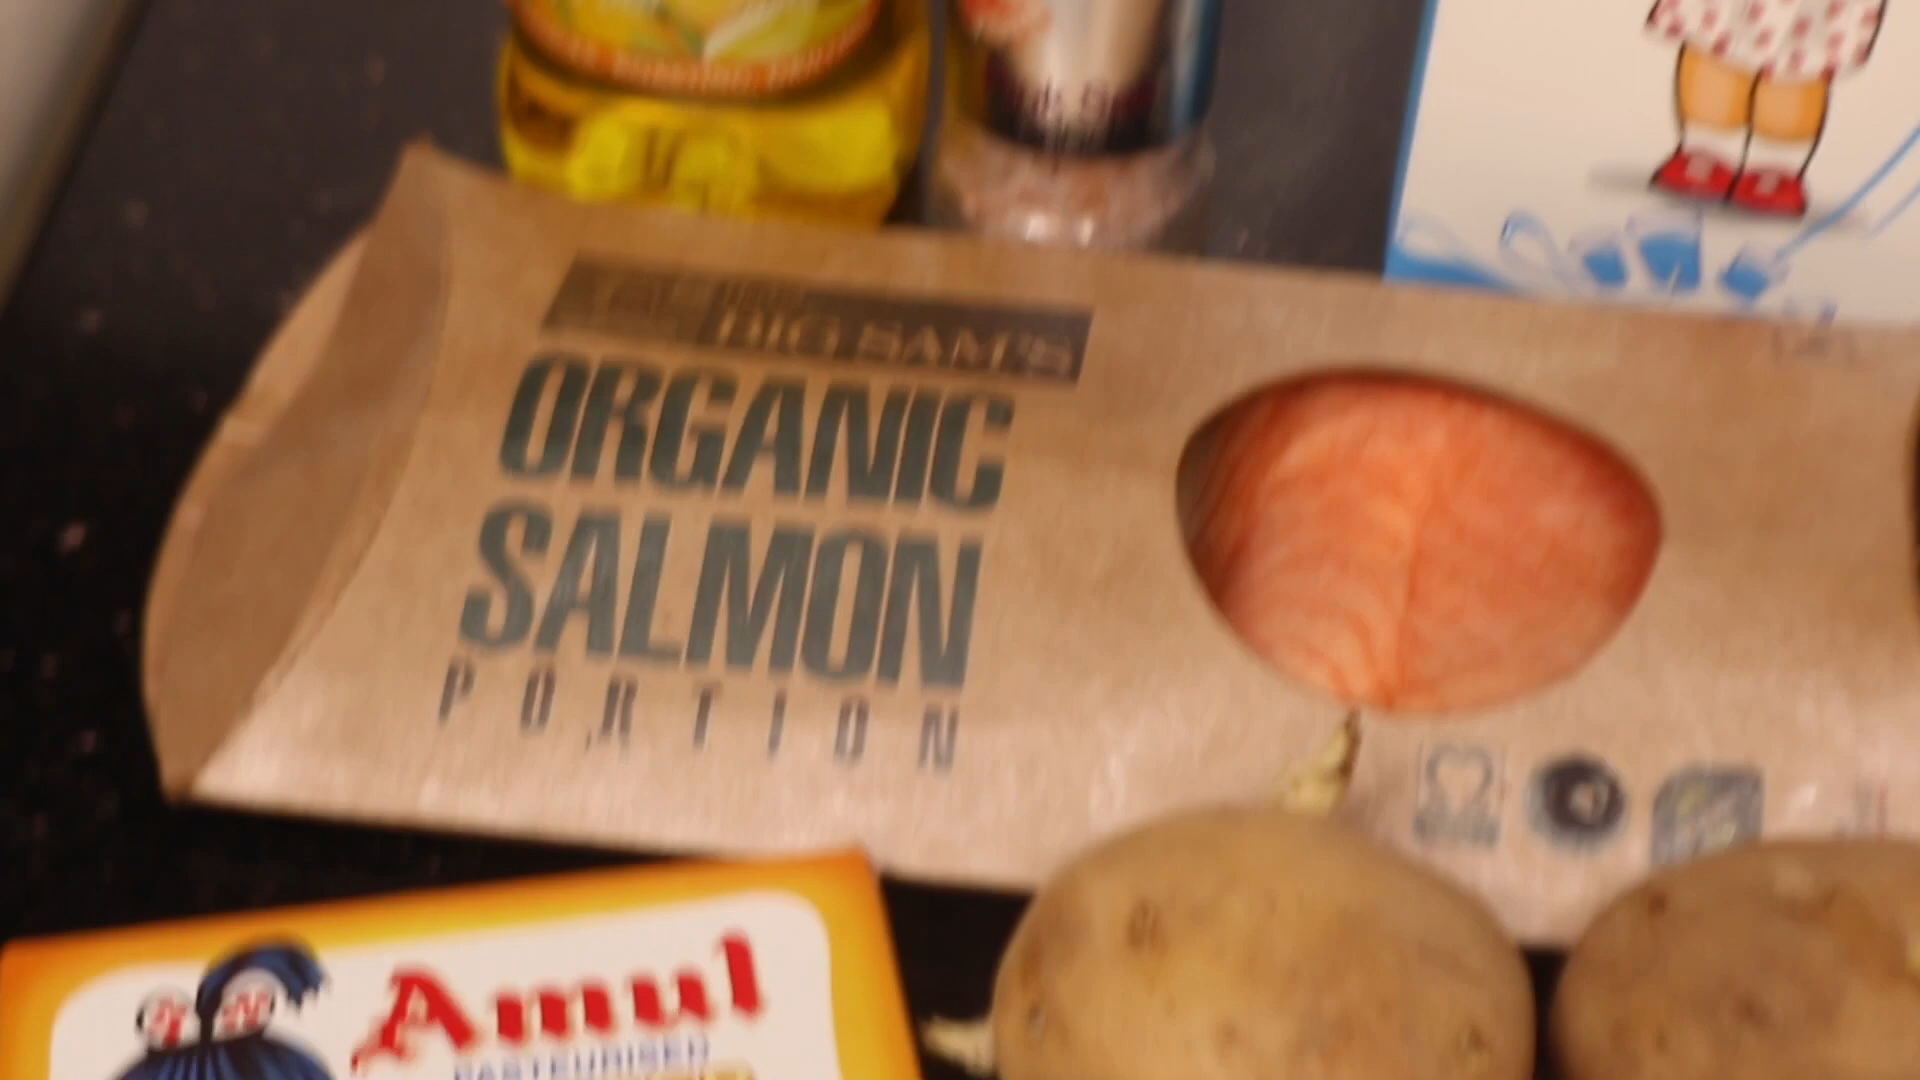 BIG SAM'S
ORGANIC
SALMON
PORTION
Amul
PASTEURISED